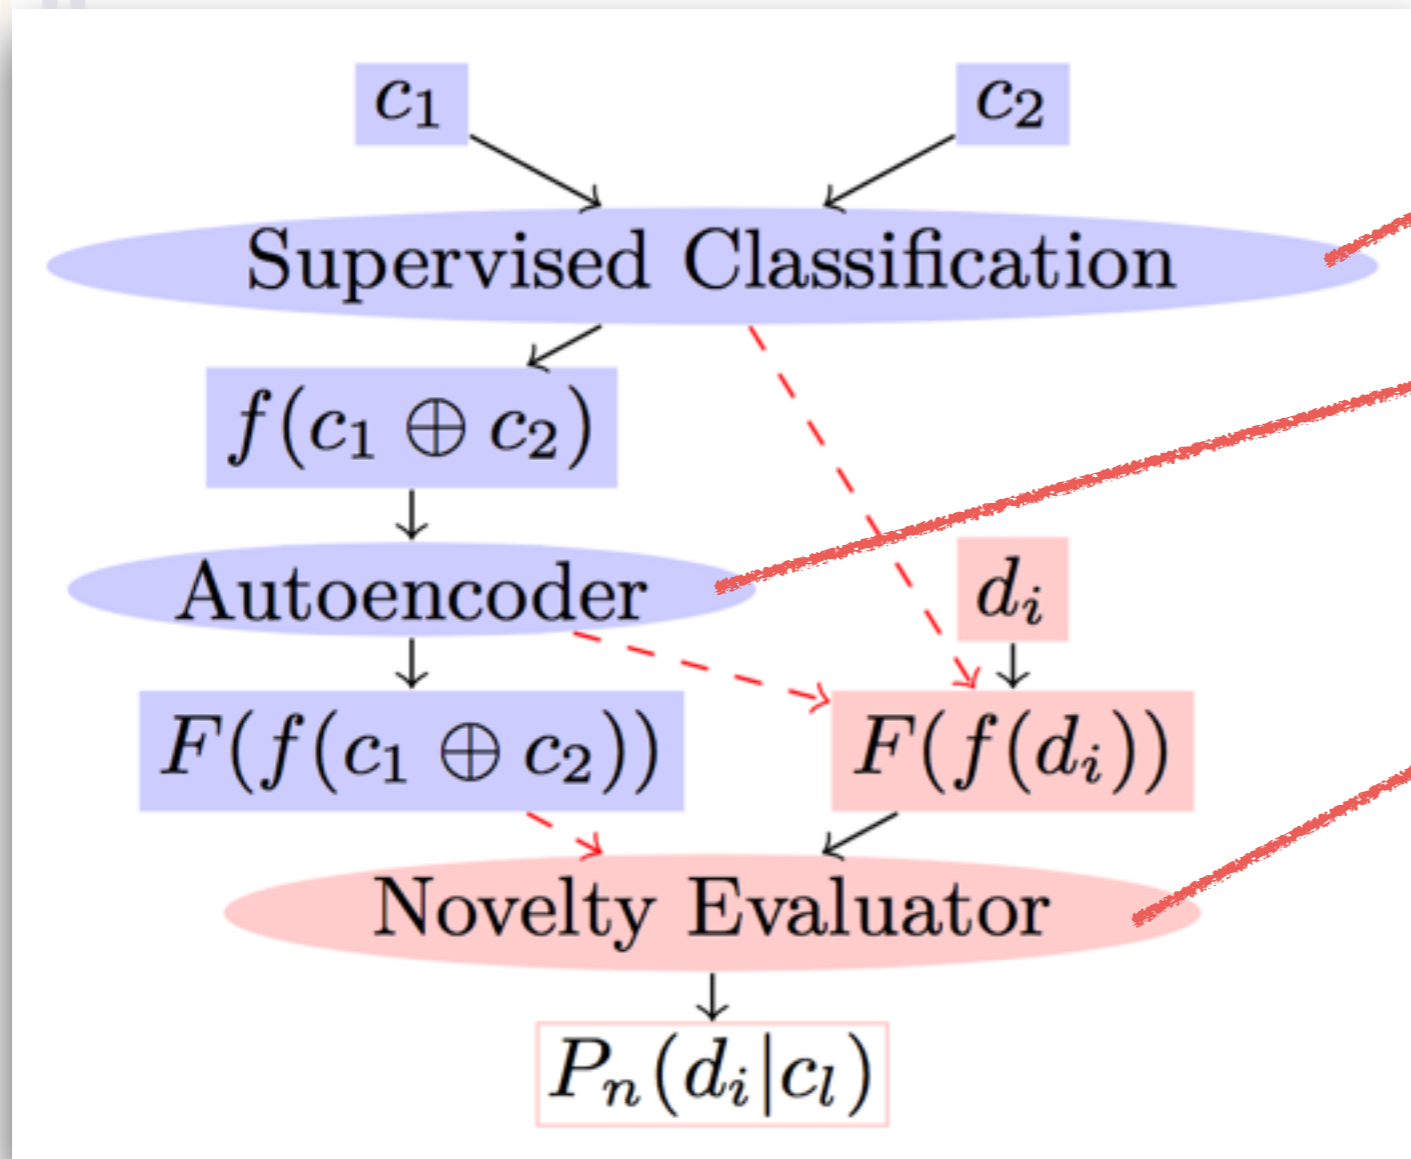 c₁ c₂
Supervised Classification
f(c₁ ⊕ c₂)
Autoencoder
dᵢ
F(f(c₁ ⊕ c₂)) F(f(dᵢ))
Novelty Evaluator
Pₙ(dᵢ|cₗ)